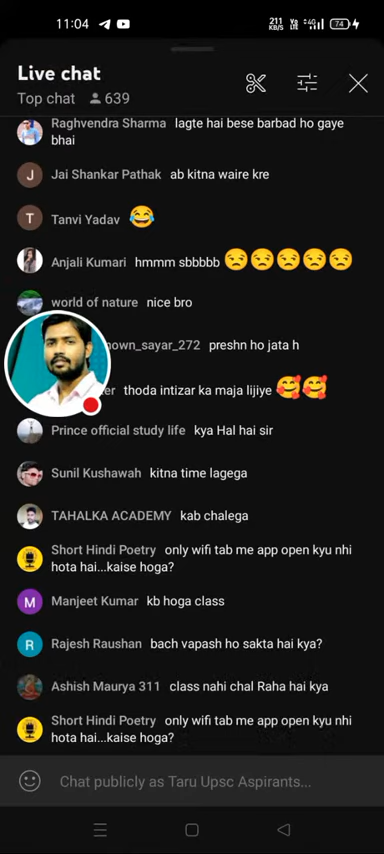 11:04 211 KB/S Vo LTE 4G 74
Live chat
Top chat 639
Raghvendra Sharma lagte hai bese barbad ho gaye
bhai
J Jai Shankar Pathak ab kitna waire kre
T Tanvi Yadav 😂
Anjali Kumari hmmm sbbbbb 😒😒😒😒😒
world of nature nice bro
nown_sayar_272 preshn ho jata h
er thoda intizar ka maja lijiye 🥰🥰
Prince official study life kya Hal hai sir
Sunil Kushawah kitna time lagega
TAHALKA ACADEMY kab chalega
Short Hindi Poetry only wifi tab me app open kyu nhi
hota hai...kaise hoga?
M Manjeet Kumar kb hoga class
R Rajesh Raushan bach vapash ho sakta hai kya?
Ashish Maurya 311 class nahi chal Raha hai kya
Short Hindi Poetry only wifi tab me app open kyu nhi
hota hai...kaise hoga?
Chat publicly as Taru Upsc Aspirants...